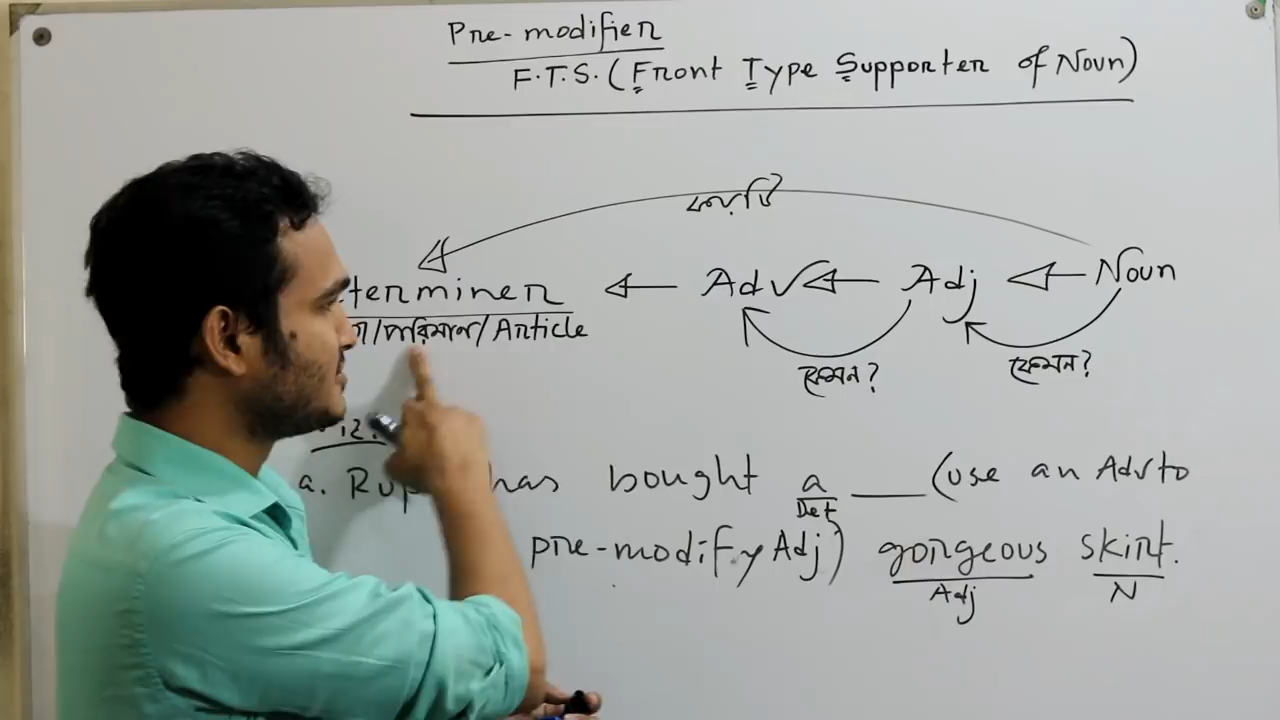 Pre-modifier
F.T.S. (Front Type Supporter of Noun)
কোনটি?
terminer ← Adv ← Adj ← Noun
/পরিমাণ/Article
কেমন? কেমন?
a. Rup has bought a ____ (use an Adv to
Det
pre-modify Adj) gorgeous skirt.
Adj N